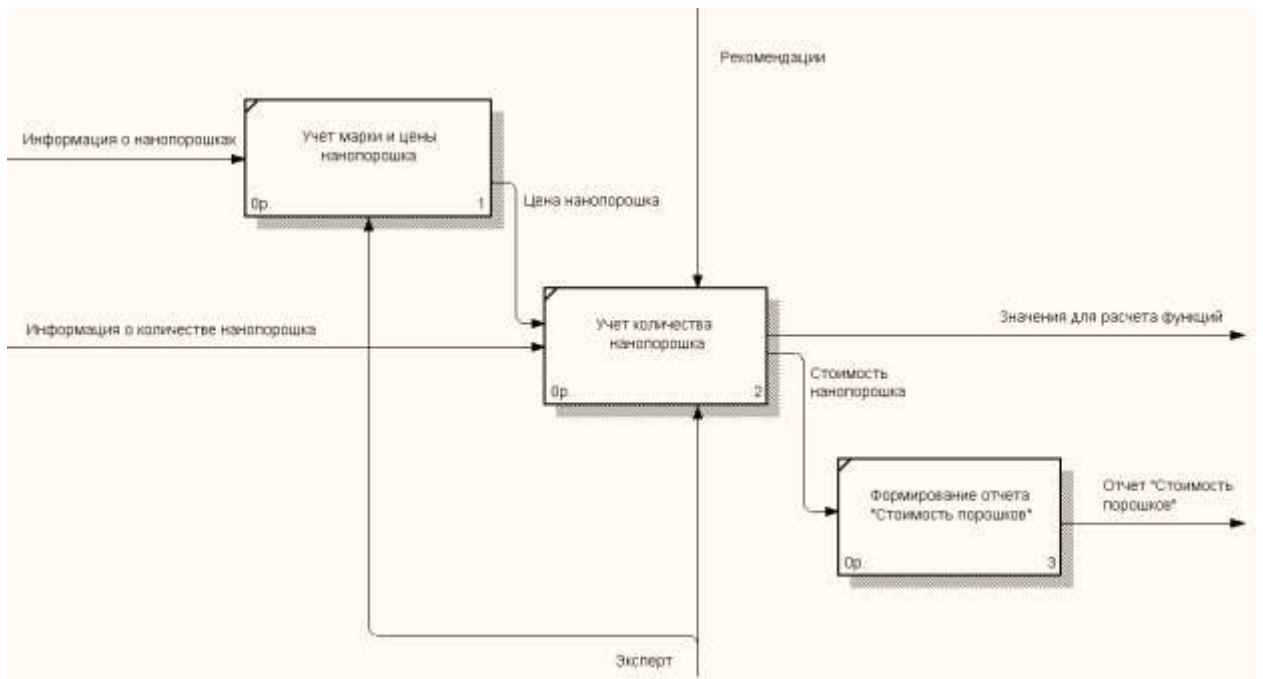 Рекомендации
Информация о нанопорошках
Учет марки и цены
нанопорошка
0р.
1
Цена нанопорошка
Информация о количестве нанопорошка
Учет количества
нанопорошка
0р.
2
Значения для расчета функций
Стоимость
нанопорошка
Формирование отчета
"Стоимость порошков"
0р.
3
Отчет "Стоимость
порошков"
Эксперт